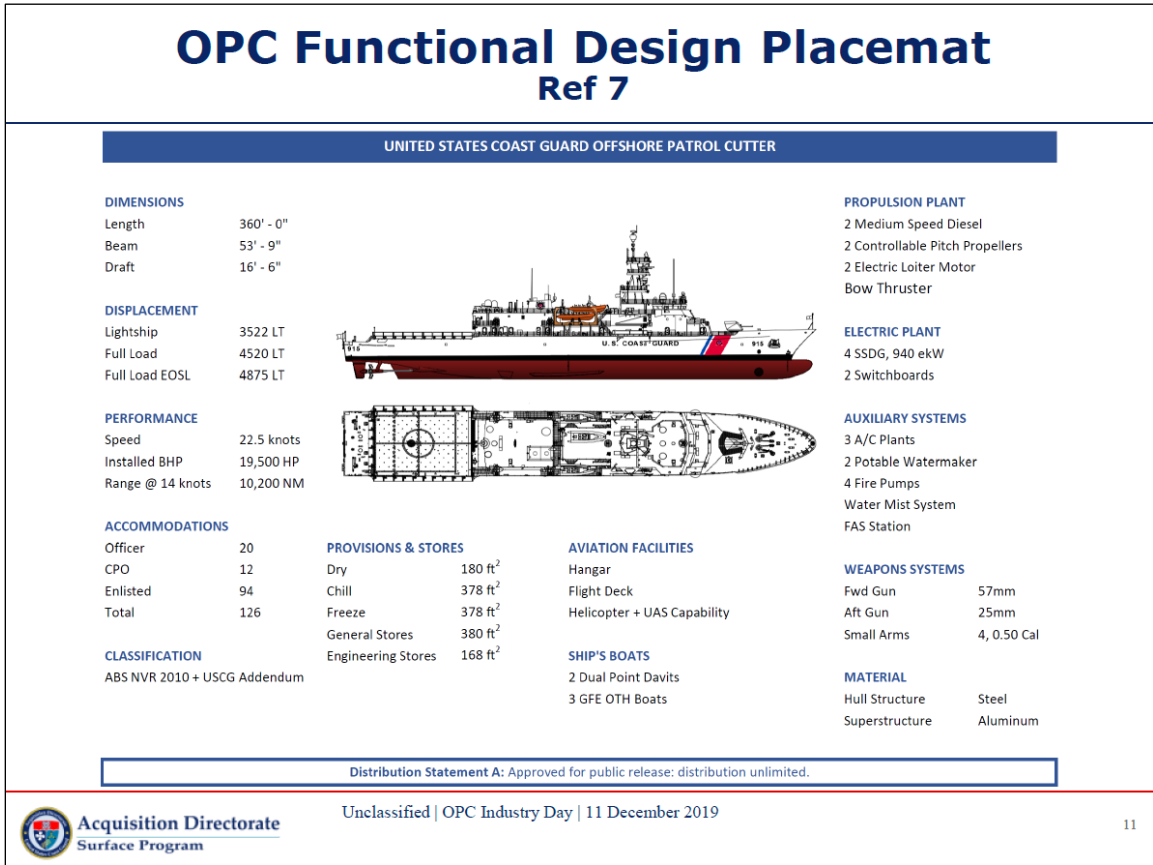 OPC Functional Design Placemat
Ref 7
UNITED STATES COAST GUARD OFFSHORE PATROL CUTTER
DIMENSIONS
Length 360' - 0"
Beam 53' - 9"
Draft 16' - 6"
DISPLACEMENT
Lightship 3522 LT
Full Load 4520 LT
Full Load EOSL 4875 LT
PERFORMANCE
Speed 22.5 knots
Installed BHP 19,500 HP
Range @ 14 knots 10,200 NM
ACCOMMODATIONS
Officer 20
CPO 12
Enlisted 94
Total 126
CLASSIFICATION
ABS NVR 2010 + USCG Addendum
915
U.S. COAST GUARD
915
PROVISIONS & STORES
Dry 180 ft²
Chill 378 ft²
Freeze 378 ft²
General Stores 380 ft²
Engineering Stores 168 ft²
AVIATION FACILITIES
Hangar
Flight Deck
Helicopter + UAS Capability
SHIP'S BOATS
2 Dual Point Davits
3 GFE OTH Boats
PROPULSION PLANT
2 Medium Speed Diesel
2 Controllable Pitch Propellers
2 Electric Loiter Motor
Bow Thruster
ELECTRIC PLANT
4 SSDG, 940 ekW
2 Switchboards
AUXILIARY SYSTEMS
3 A/C Plants
2 Potable Watermaker
4 Fire Pumps
Water Mist System
FAS Station
WEAPONS SYSTEMS
Fwd Gun 57mm
Aft Gun 25mm
Small Arms 4, 0.50 Cal
MATERIAL
Hull Structure Steel
Superstructure Aluminum
Distribution Statement A: Approved for public release: distribution unlimited.
Acquisition Directorate
Surface Program
Unclassified | OPC Industry Day | 11 December 2019
11